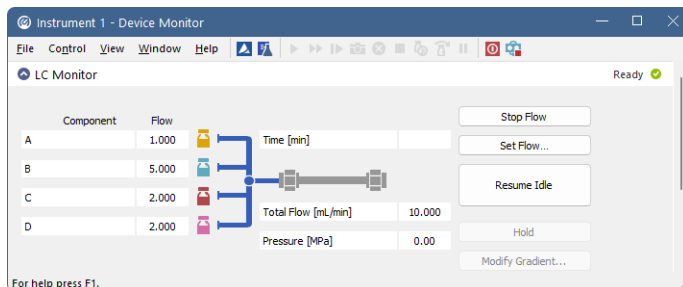 Instrument 1 - Device Monitor
File Control View Window Help
LC Monitor Ready
Component Flow
A 1.000 Time [min]
B 5.000
C 2.000
D 2.000
Total Flow [mL/min] 10.000
Pressure [MPa] 0.00
Stop Flow
Set Flow...
Resume Idle
Hold
Modify Gradient...
For help press F1.